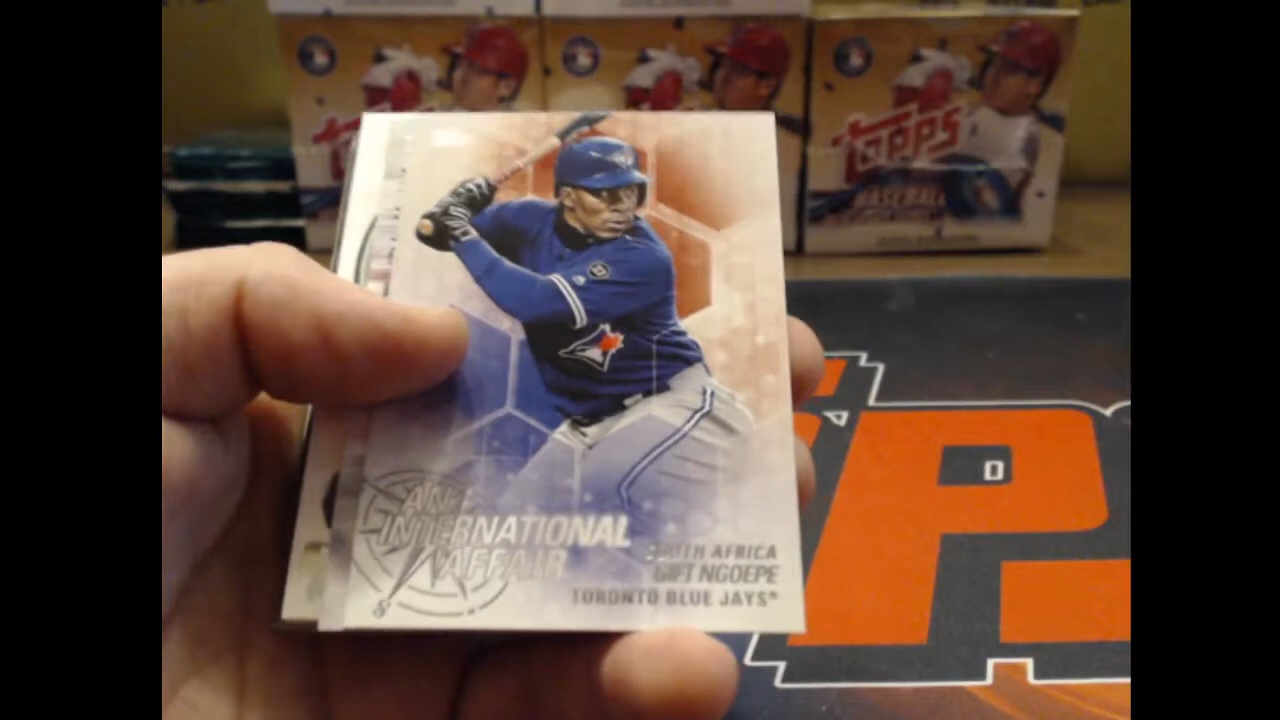 TOPPS
BASEBALL
AN
INTERNATIONAL
AFFAIR
SOUTH AFRICA
GIFT NGOEPE
TORONTO BLUE JAYS®
P
D